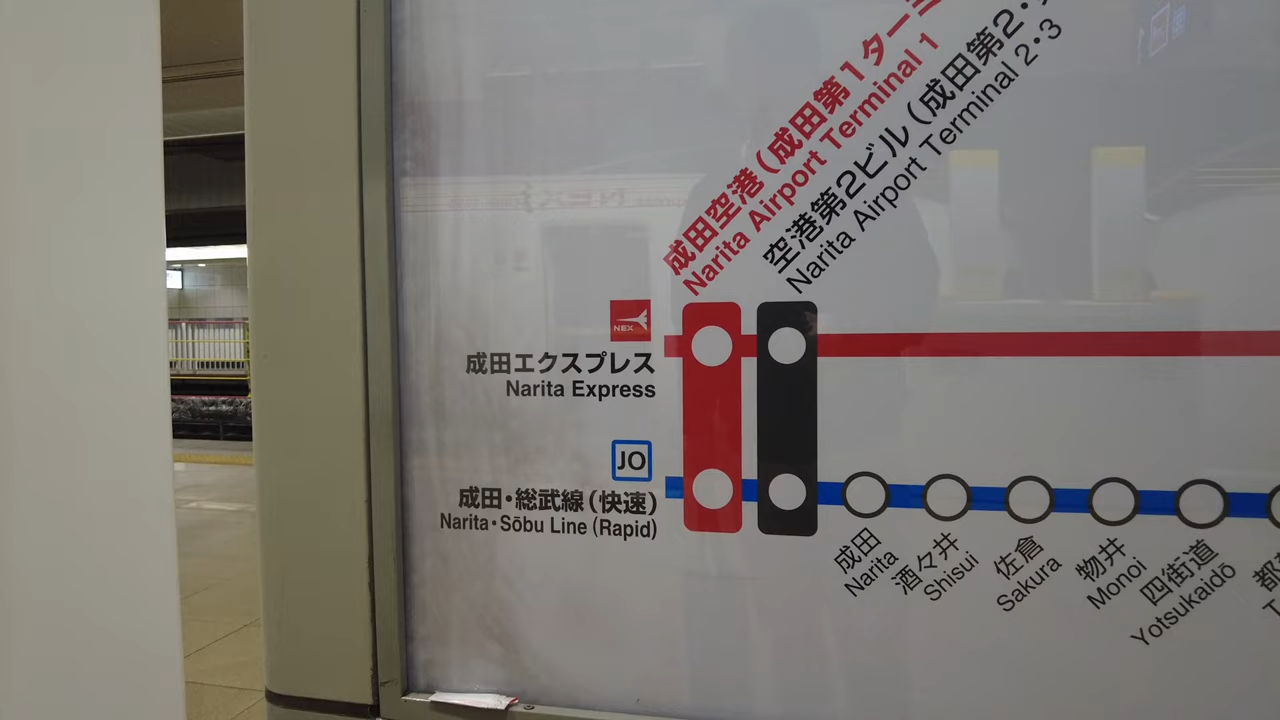 成田空港（成田第1ター
Narita Airport Terminal 1
空港第2ビル（成田第2・
Narita Airport Terminal 2・3
NEX
成田エクスプレス
Narita Express
JO
成田・総武線（快速）
Narita・Sōbu Line (Rapid)
成田
Narita
酒々井
Shisui
佐倉
Sakura
物井
Monoi
四街道
Yotsukaidō
都
T